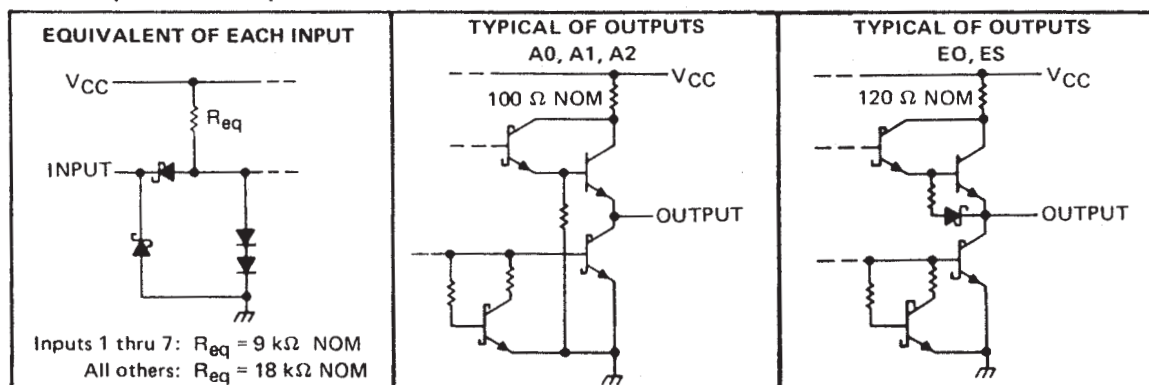 EQUIVALENT OF EACH INPUT
VCC
Req
INPUT
Inputs 1 thru 7: Req = 9 kΩ NOM
All others: Req = 18 kΩ NOM
TYPICAL OF OUTPUTS
A0, A1, A2
VCC
100 Ω NOM
OUTPUT
TYPICAL OF OUTPUTS
EO, ES
VCC
120 Ω NOM
OUTPUT